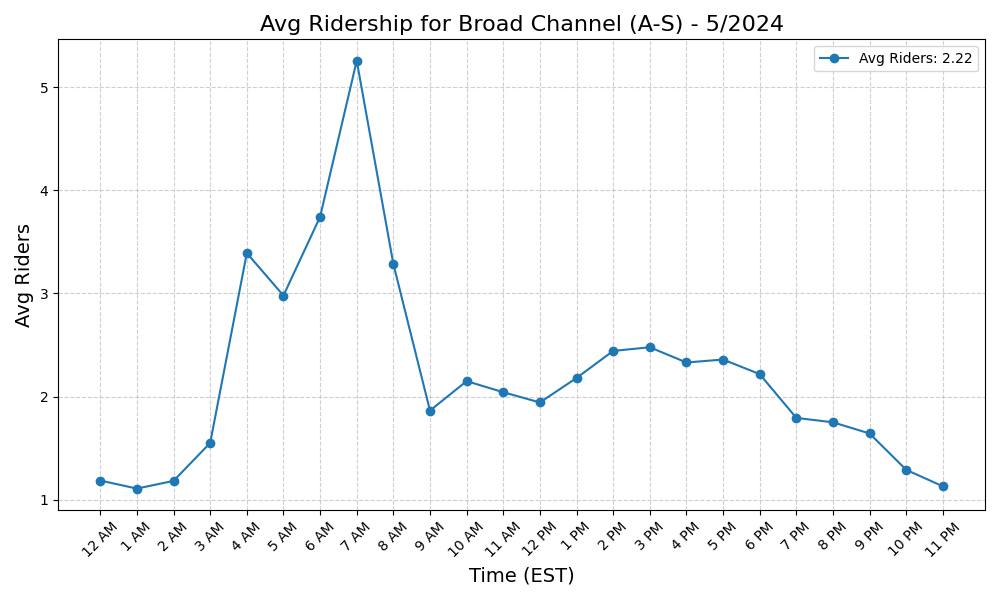 Avg Ridership for Broad Channel (A-S) - 5/2024
Avg Riders: 2.22
Avg Riders
5
4
3
2
1
12 AM
1 AM
2 AM
3 AM
4 AM
5 AM
6 AM
7 AM
8 AM
9 AM
10 AM
11 AM
12 PM
1 PM
2 PM
3 PM
4 PM
5 PM
6 PM
7 PM
8 PM
9 PM
10 PM
11 PM
Time (EST)